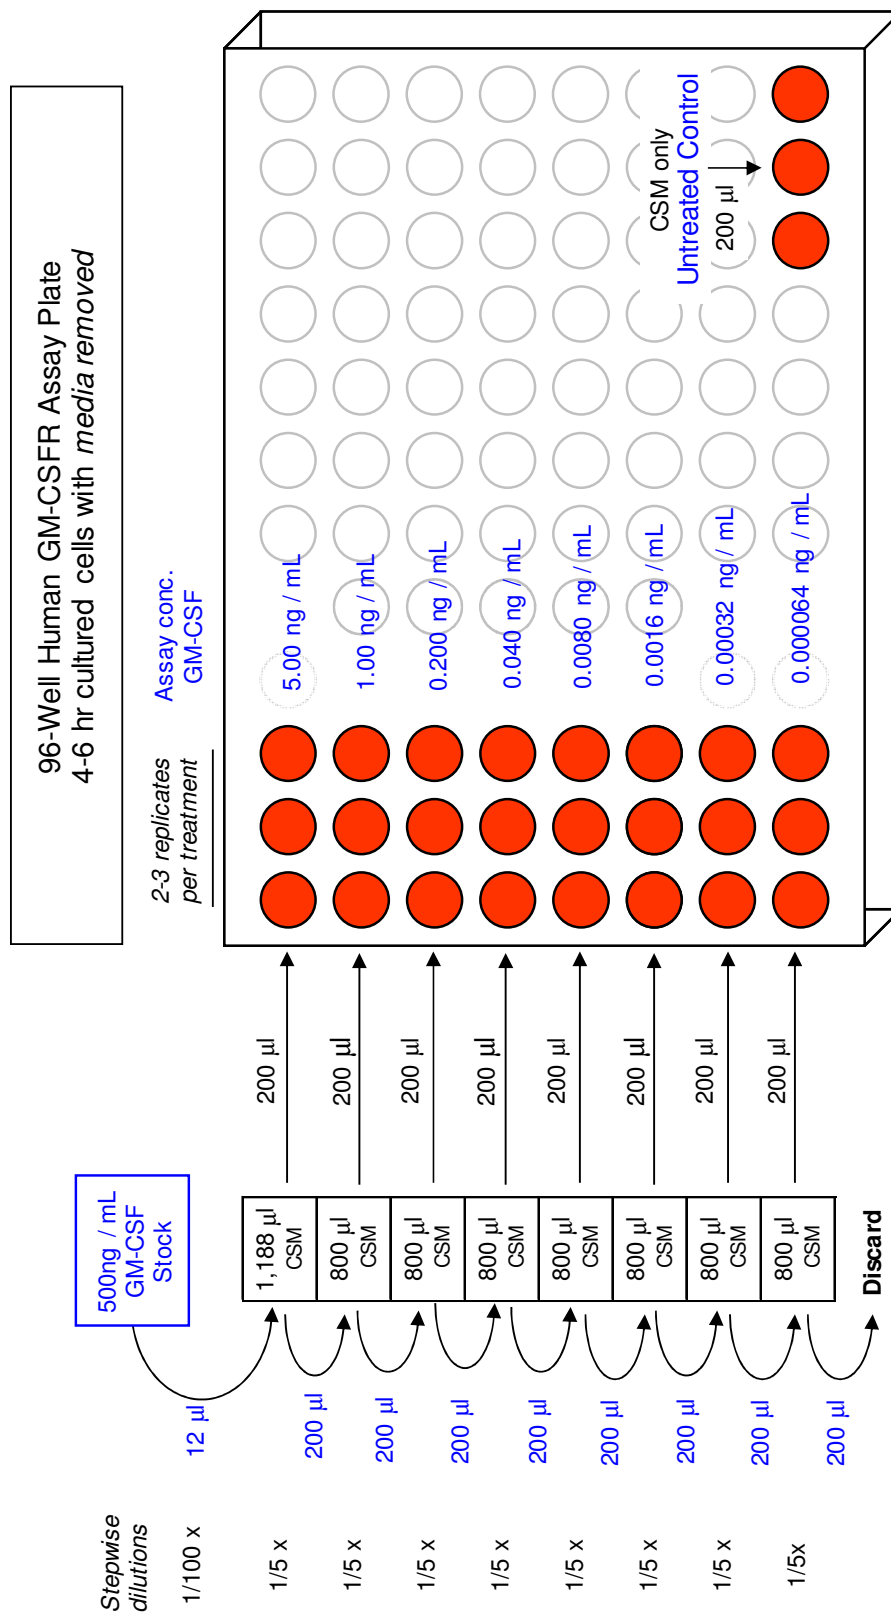 96-Well Human GM-CSFR Assay Plate
4-6 hr cultured cells with media removed
Stepwise
dilutions
1/100 x
1/5 x
1/5 x
1/5 x
1/5 x
1/5 x
1/5 x
1/5x
12 µl
200 µl
200 µl
200 µl
200 µl
200 µl
200 µl
200 µl
200 µl
500ng / mL
GM-CSF
Stock
1,188 µl
CSM
800 µl
CSM
800 µl
CSM
800 µl
CSM
800 µl
CSM
800 µl
CSM
800 µl
CSM
800 µl
CSM
Discard
200 µl
200 µl
200 µl
200 µl
200 µl
200 µl
200 µl
200 µl
2-3 replicates
per treatment
Assay conc.
GM-CSF
5.00 ng / mL
1.00 ng / mL
0.200 ng / mL
0.040 ng / mL
0.0080 ng / mL
0.0016 ng / mL
0.00032 ng / mL
0.000064 ng / mL
CSM only
Untreated Control
200 µl